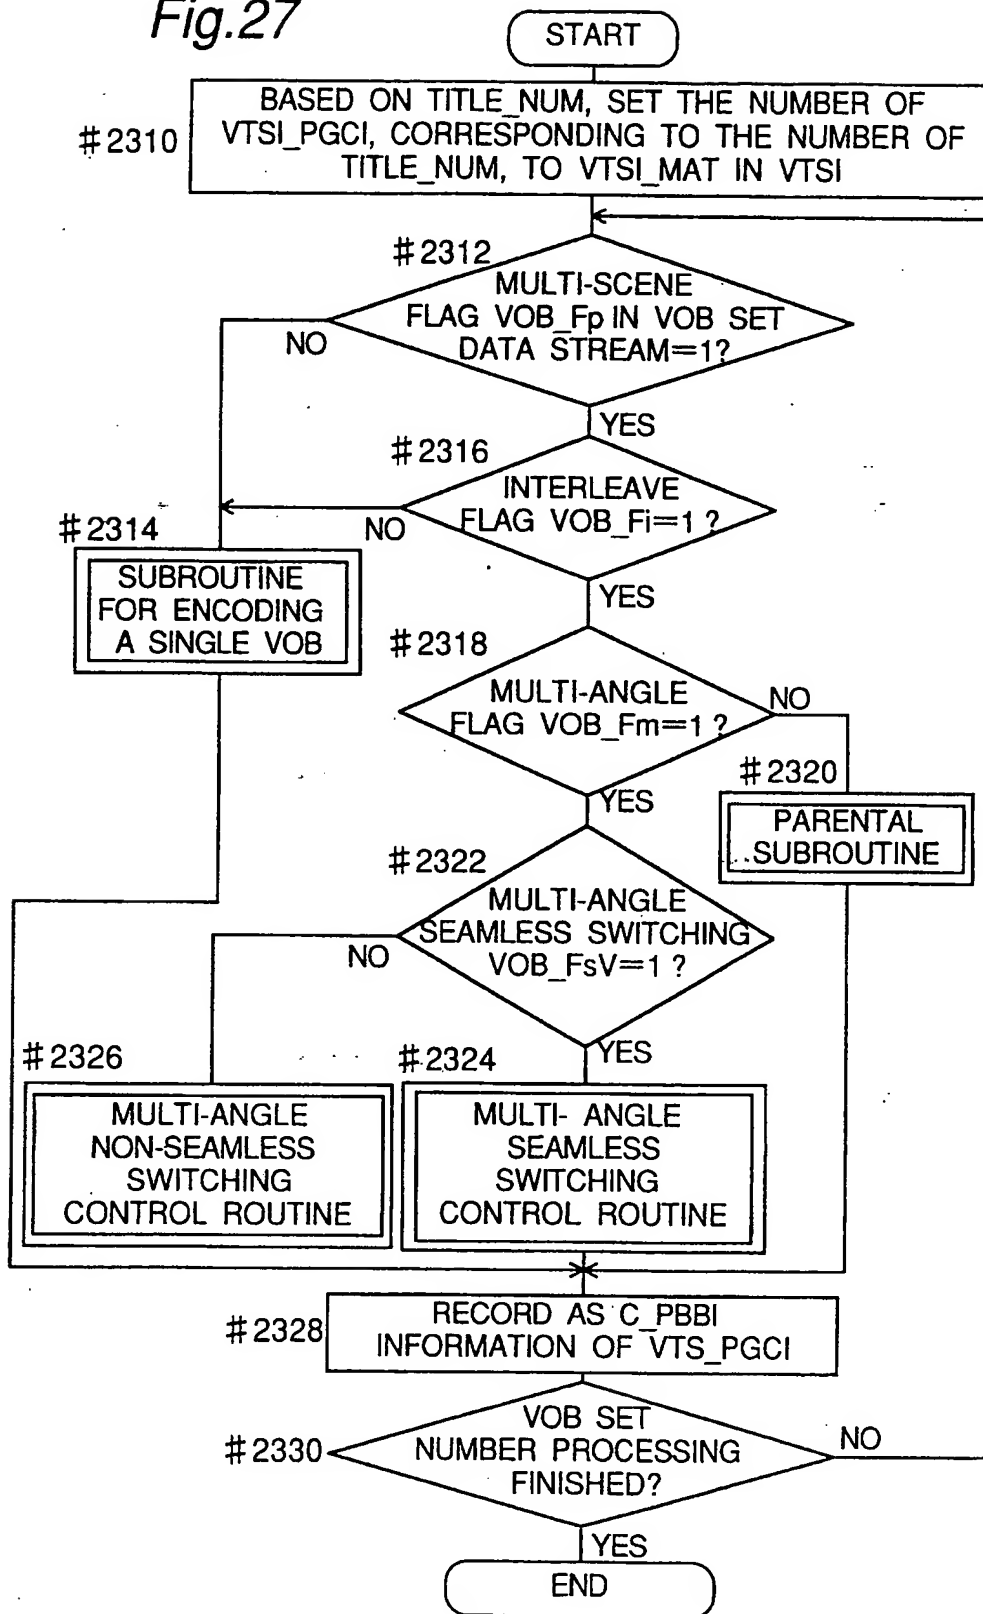 Fig.27
START
#2310
BASED ON TITLE_NUM, SET THE NUMBER OF
VTSI_PGCI, CORRESPONDING TO THE NUMBER OF
TITLE_NUM, TO VTSI_MAT IN VTSI
#2312
MULTI-SCENE
FLAG VOB_Fp IN VOB SET
DATA STREAM=1?
NO
YES
#2316
INTERLEAVE
FLAG VOB_Fi=1 ?
NO
YES
#2314
SUBROUTINE
FOR ENCODING
A SINGLE VOB
#2318
MULTI-ANGLE
FLAG VOB_Fm=1 ?
NO
YES
#2320
PARENTAL
SUBROUTINE
#2322
MULTI-ANGLE
SEAMLESS SWITCHING
VOB_FsV=1 ?
NO
YES
#2326
MULTI-ANGLE
NON-SEAMLESS
SWITCHING
CONTROL ROUTINE
#2324
MULTI- ANGLE
SEAMLESS
SWITCHING
CONTROL ROUTINE
#2328
RECORD AS C_PBBI
INFORMATION OF VTS_PGCI
#2330
VOB SET
NUMBER PROCESSING
FINISHED?
NO
YES
END